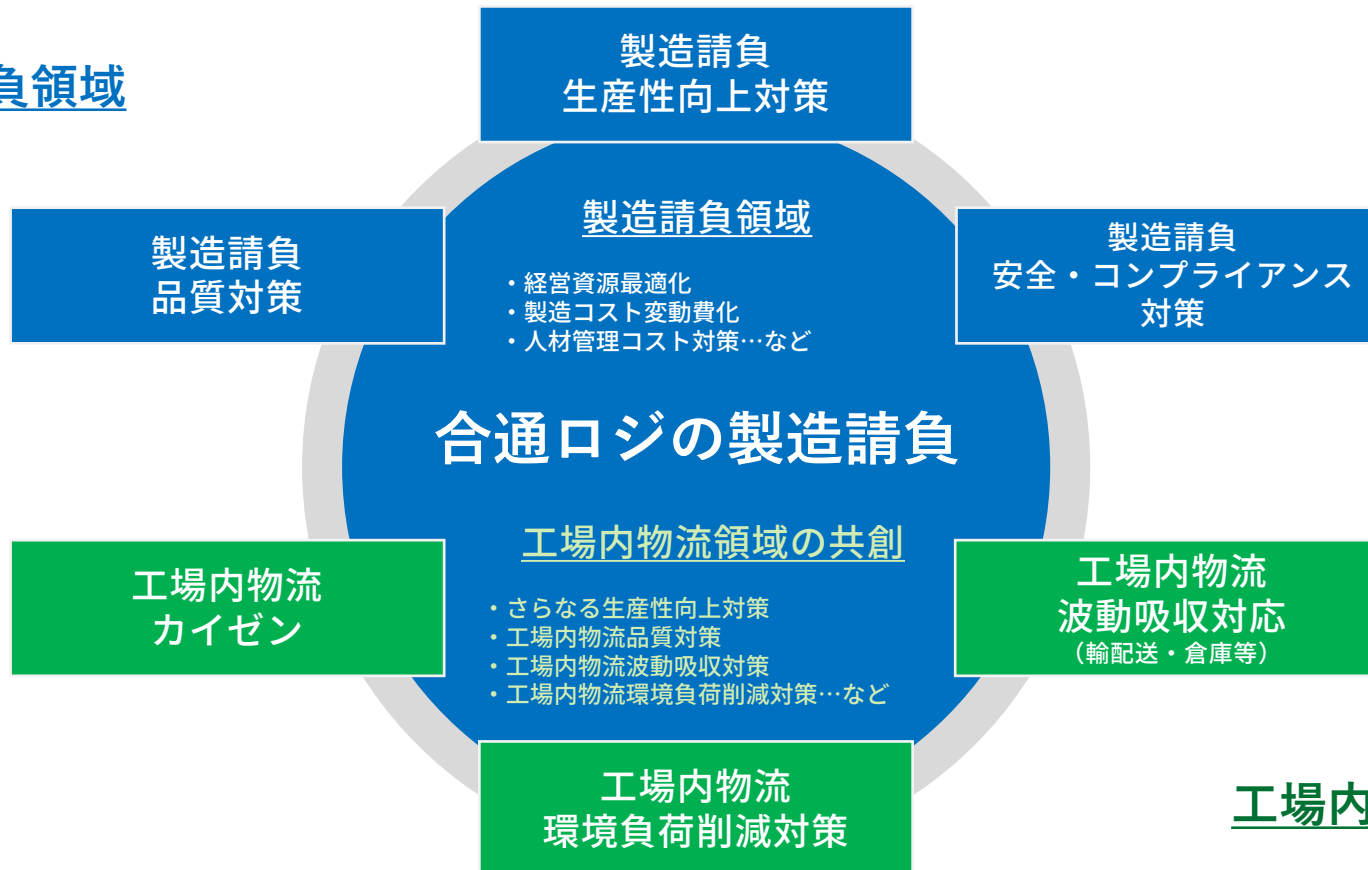 製造請負
生産性向上対策
負領域
製造請負
品質対策
製造請負領域
・経営資源最適化
・製造コスト変動費化
・人材管理コスト対策…など
製造請負
安全・コンプライアンス
対策
合通ロジの製造請負
工場内物流
カイゼン
工場内物流領域の共創
・さらなる生産性向上対策
・工場内物流品質対策
・工場内物流波動吸収対策
・工場内物流環境負荷削減対策…など
工場内物流
波動吸収対応
（輸配送・倉庫等）
工場内物流
環境負荷削減対策
工場内